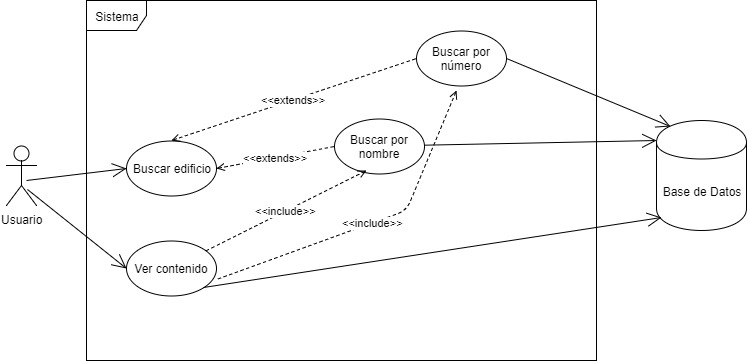 Sistema
Buscar por
número
<<extends>>
Buscar por
nombre
<<extends>>
Buscar edificio
Base de Datos
Usuario
<<include>>
<<include>>
Ver contenido